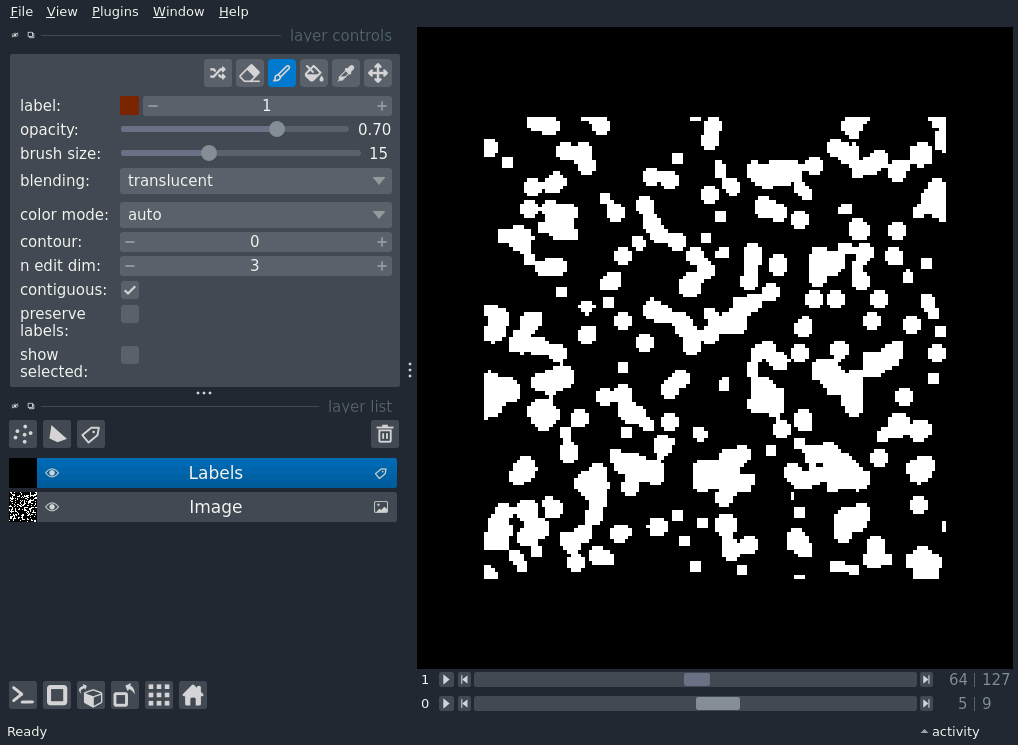 File View Plugins Window Help
layer controls
label: 1
opacity: 0.70
brush size: 15
blending: translucent
color mode: auto
contour: 0
n edit dim: 3
contiguous:
preserve
labels:
show
selected:
layer list
Labels
Image
1 64 | 127
0 5 | 9
Ready activity